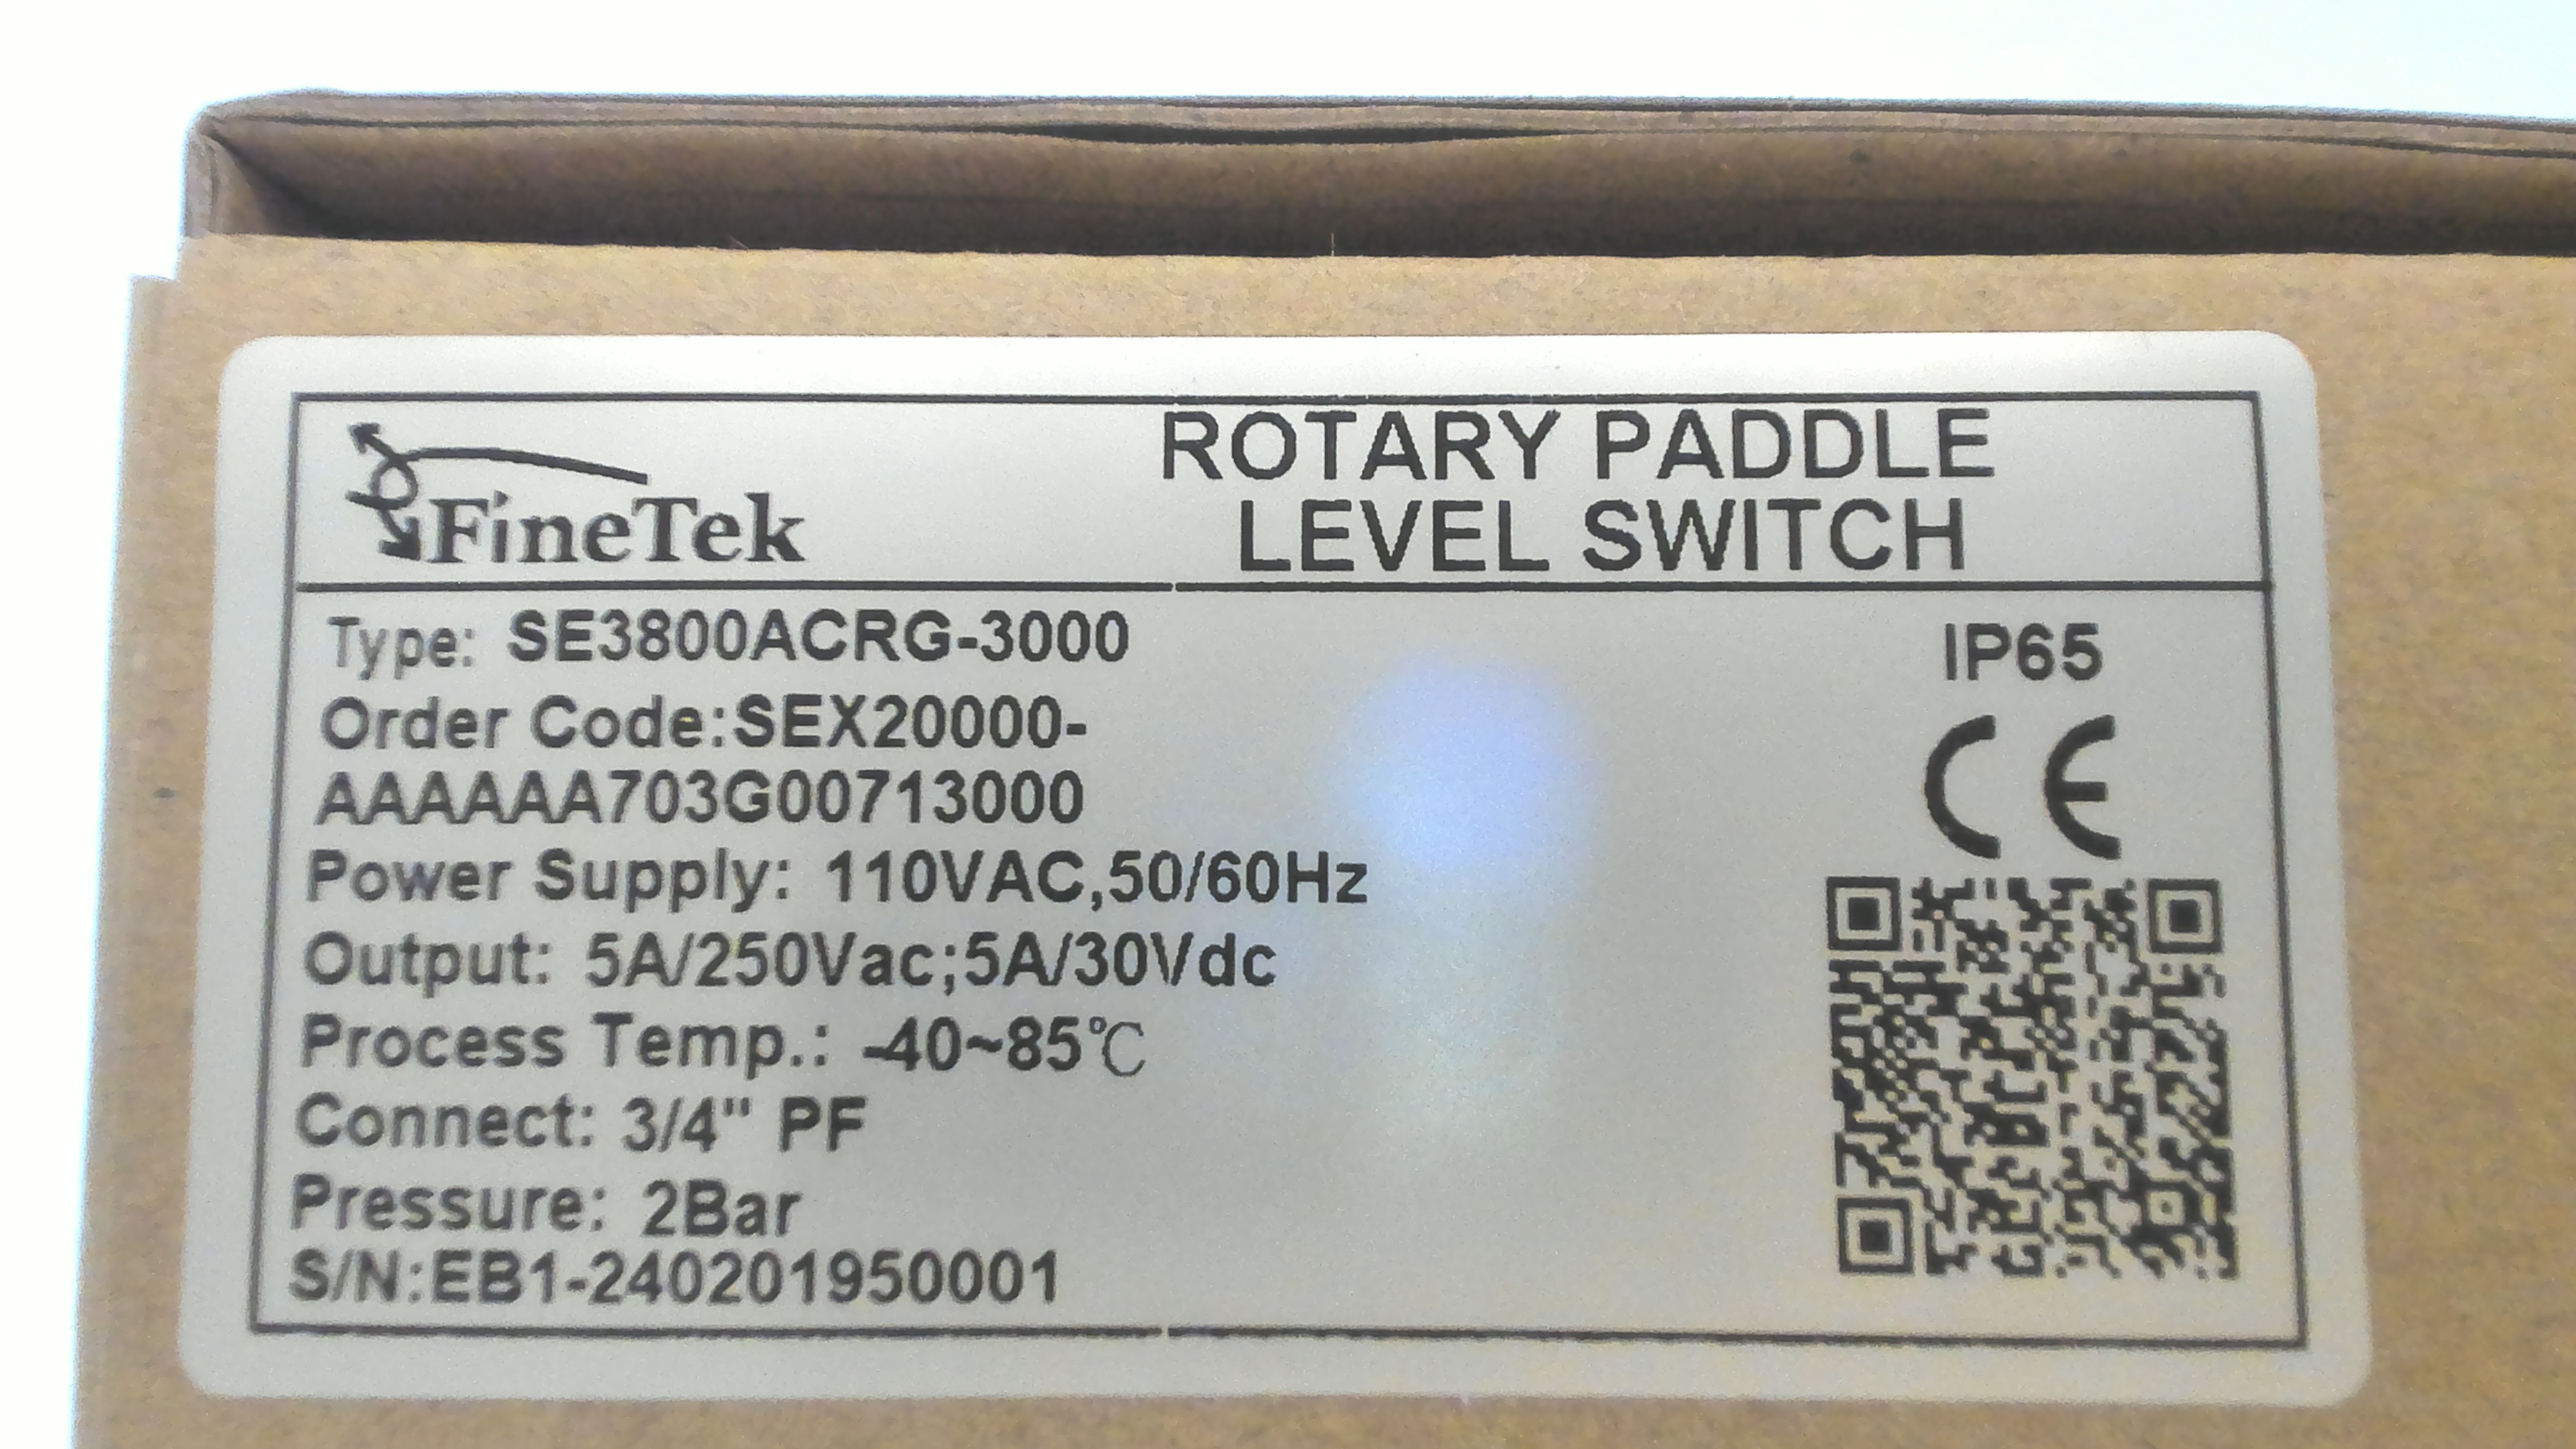 FineTek
ROTARY PADDLE
LEVEL SWITCH
Type: SE3800ACRG-3000
IP65
Order Code:SEX20000-
AAAAAA703G00713000
CE
Power Supply: 110VAC,50/60Hz
Output: 5A/250Vac;5A/30Vdc
Process Temp.: -40~85℃
Connect: 3/4" PF
Pressure: 2Bar
S/N:EB1-240201950001